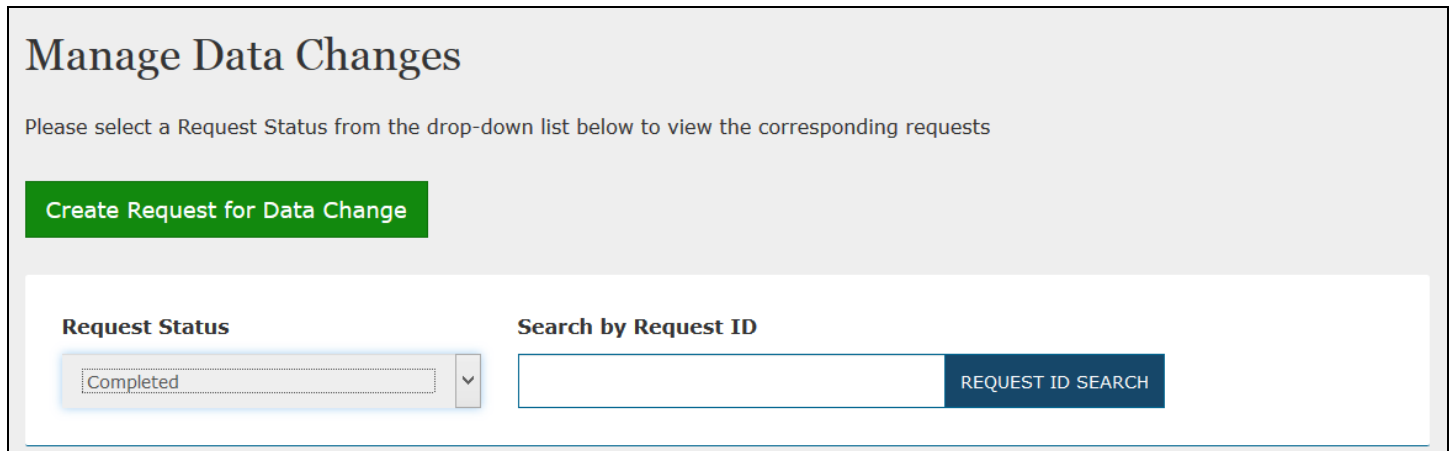 Manage Data Changes
Please select a Request Status from the drop-down list below to view the corresponding requests
Create Request for Data Change
Request Status
Search by Request ID
Completed
REQUEST ID SEARCH